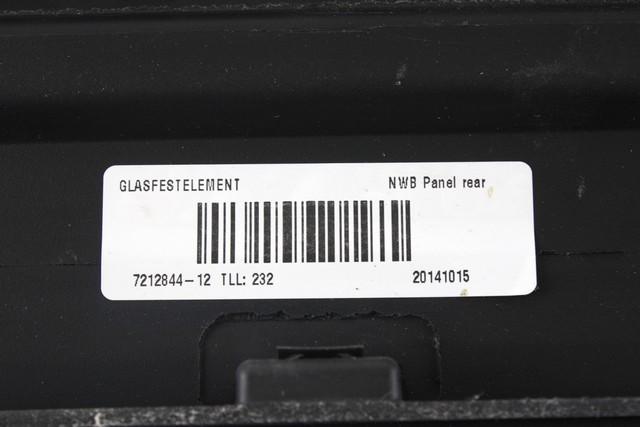 GLASFESTELEMENT NWB Panel rear
7212844-12 TLL: 232 20141015